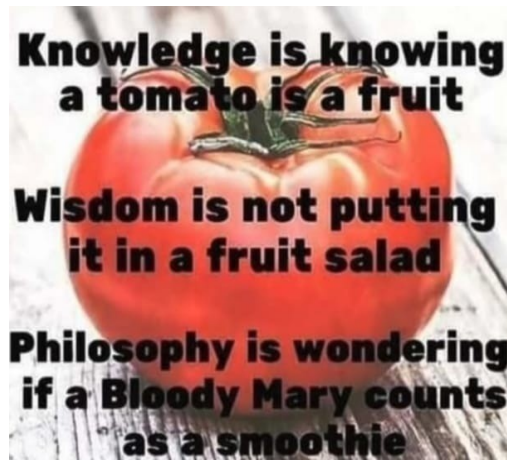 Knowledge is knowing
a tomato is a fruit
Wisdom is not putting
it in a fruit salad
Philosophy is wondering
if a Bloody Mary counts
as a smoothie